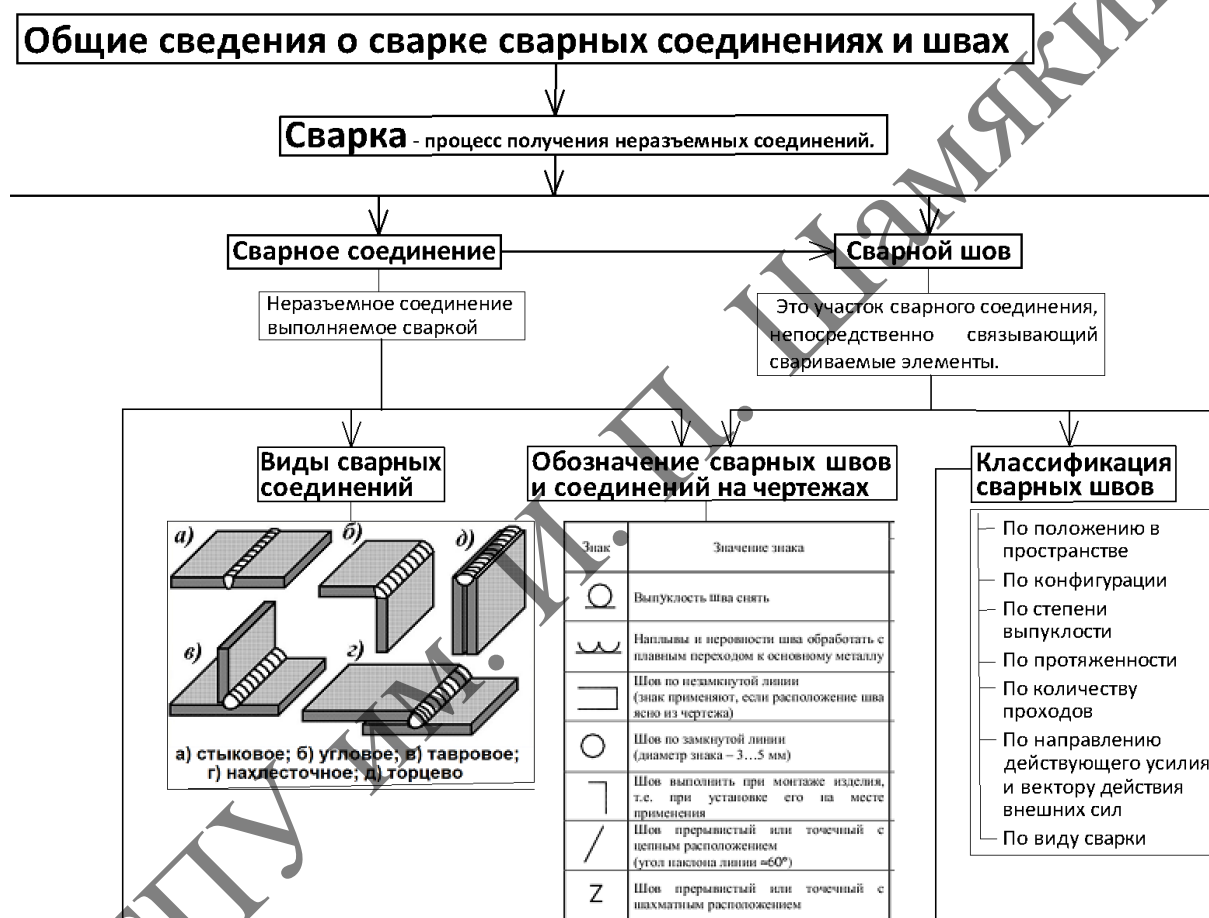 Общие сведения о сварке сварных соединениях и швах
Сварка - процесс получения неразъемных соединений.
Сварное соединение
Сварной шов
Неразъемное соединение
выполняемое сваркой
Это участок сварного соединения,
непосредственно связывающий
свариваемые элементы.
Виды сварных
соединений
а)
б)
д)
в)
г)
а) стыковое; б) угловое; в) тавровое;
г) нахлесточное; д) торцево
Обозначение сварных швов
и соединений на чертежах
Знак Значение знака
Выпуклость шва снять
Наплывы и неровности шва обработать с
плавным переходом к основному металлу
Шов по незамкнутой линии
(знак применяют, если расположение шва
ясно из чертежа)
Шов по замкнутой линии
(диаметр знака – 3…5 мм)
Шов выполнить при монтаже изделия,
т.е. при установке его на месте
применения
Шов прерывистый или точечный с
цепным расположением
(угол наклона линии ≈60°)
Z
Шов прерывистый или точечный с
шахматным расположением
Классификация
сварных швов
По положению в
пространстве
По конфигурации
По степени
выпуклости
По протяженности
По количеству
проходов
По направлению
действующего усилия
и вектору действия
внешних сил
По виду сварки
ГПУ им. И. П. Шамякин